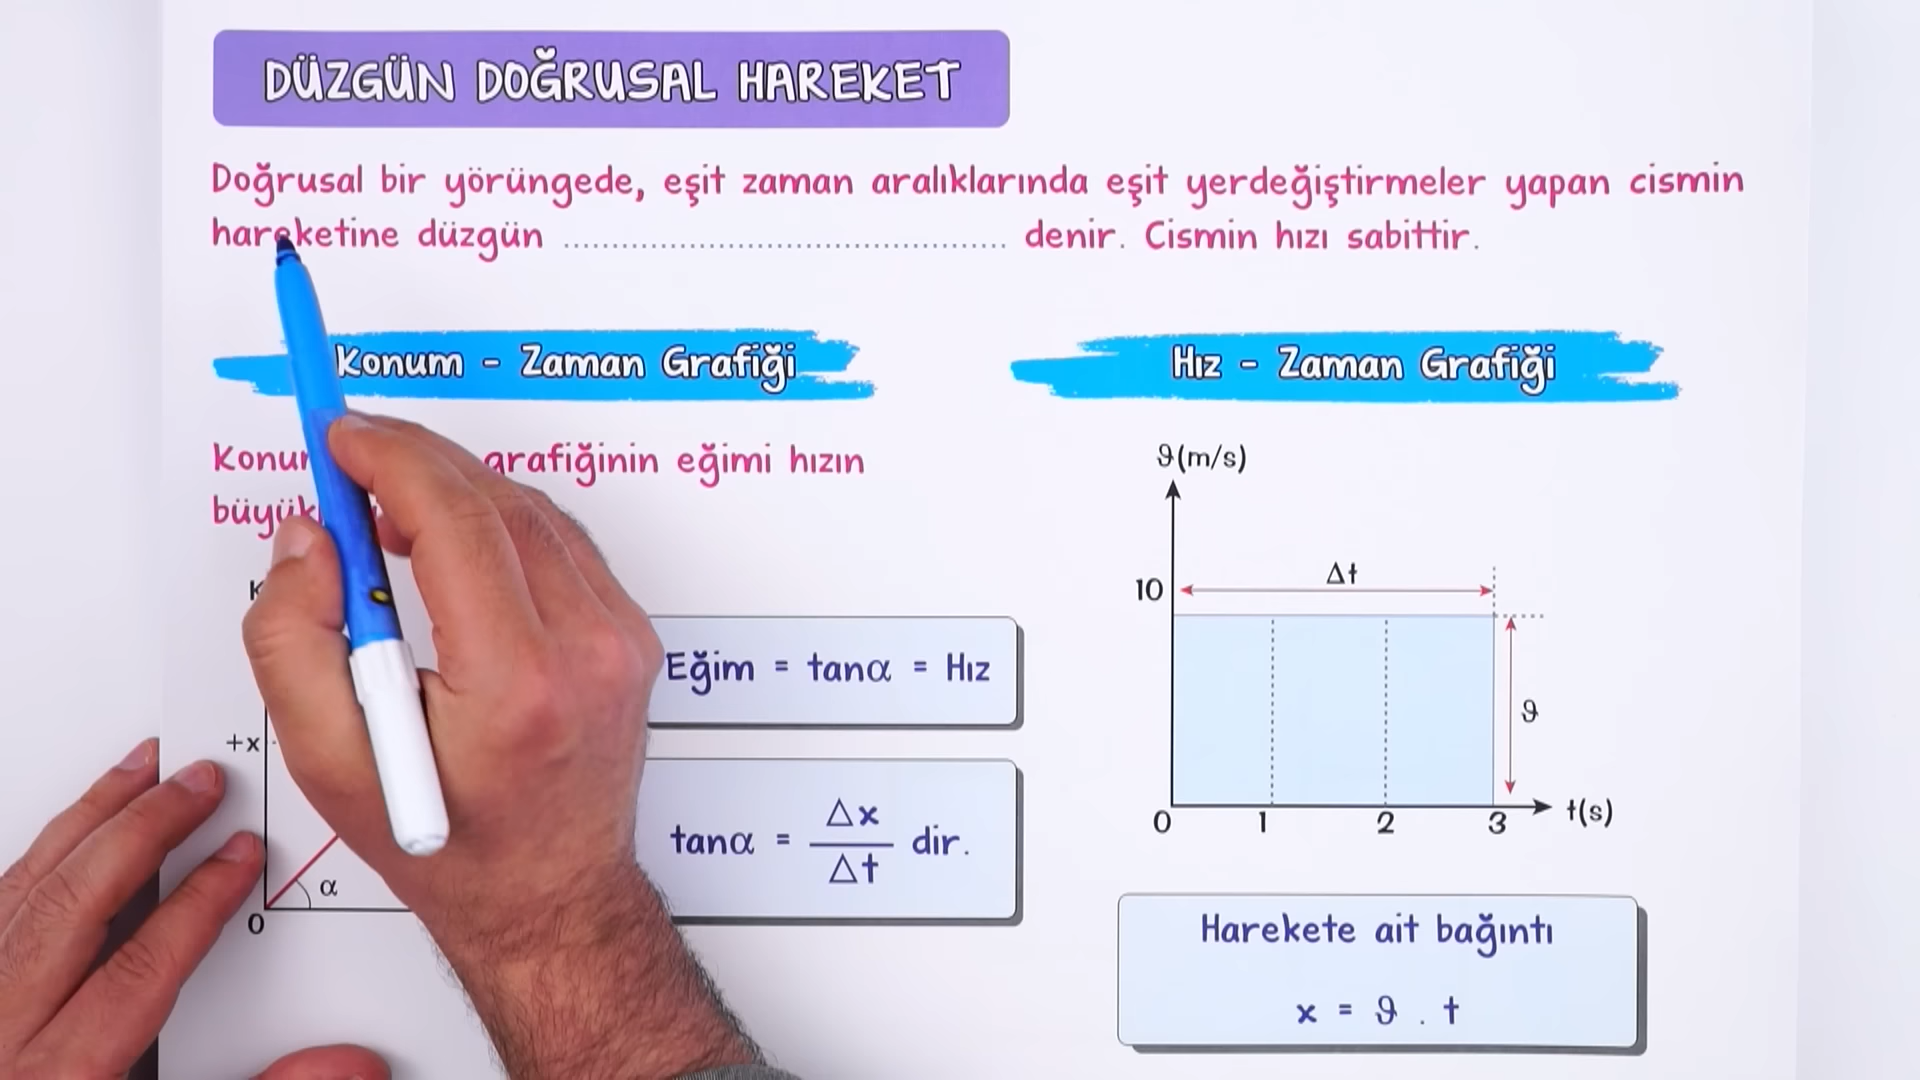 DÜZGÜN DOĞRUSAL HAREKET
Doğrusal bir yörüngede, eşit zaman aralıklarında eşit yerdeğiştirmeler yapan cismin
hareketine düzgün ........................................ denir. Cismin hızı sabittir.
Konum - Zaman Grafiği
grafiğinin eğimi hızın
+x
α
0
Eğim = tanα = Hız
tanα = Δx / Δt dir.
Hız - Zaman Grafiği
ϑ(m/s)
Δt
10
ϑ
0 1 2 3 t(s)
Harekete ait bağıntı
x = ϑ . t